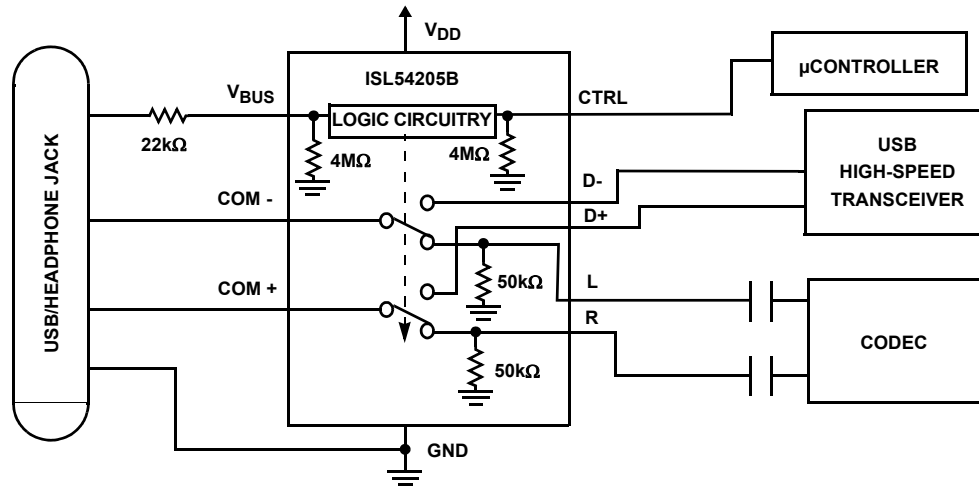 VDD
ISL54205B
µCONTROLLER
VBUS
CTRL
LOGIC CIRCUITRY
22kΩ
4MΩ
4MΩ
USB
HIGH-SPEED
TRANSCEIVER
D-
D+
COM -
USB/HEADPHONE JACK
50kΩ
L
COM +
R
CODEC
50kΩ
GND